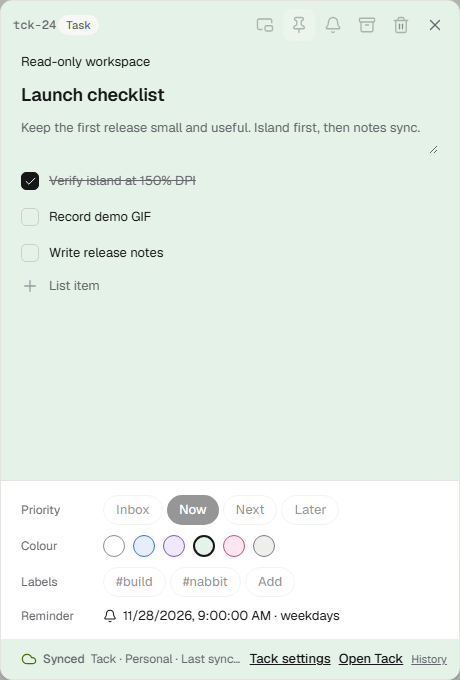 tck-24 Task
Read-only workspace
Launch checklist
Keep the first release small and useful. Island first, then notes sync.
Verify island at 150% DPI
Record demo GIF
Write release notes
List item
Priority Inbox Now Next Later
Colour
Labels #build #nabbit Add
Reminder 11/28/2026, 9:00:00 AM · weekdays
Synced Tack · Personal · Last sync... Tack settings Open Tack History